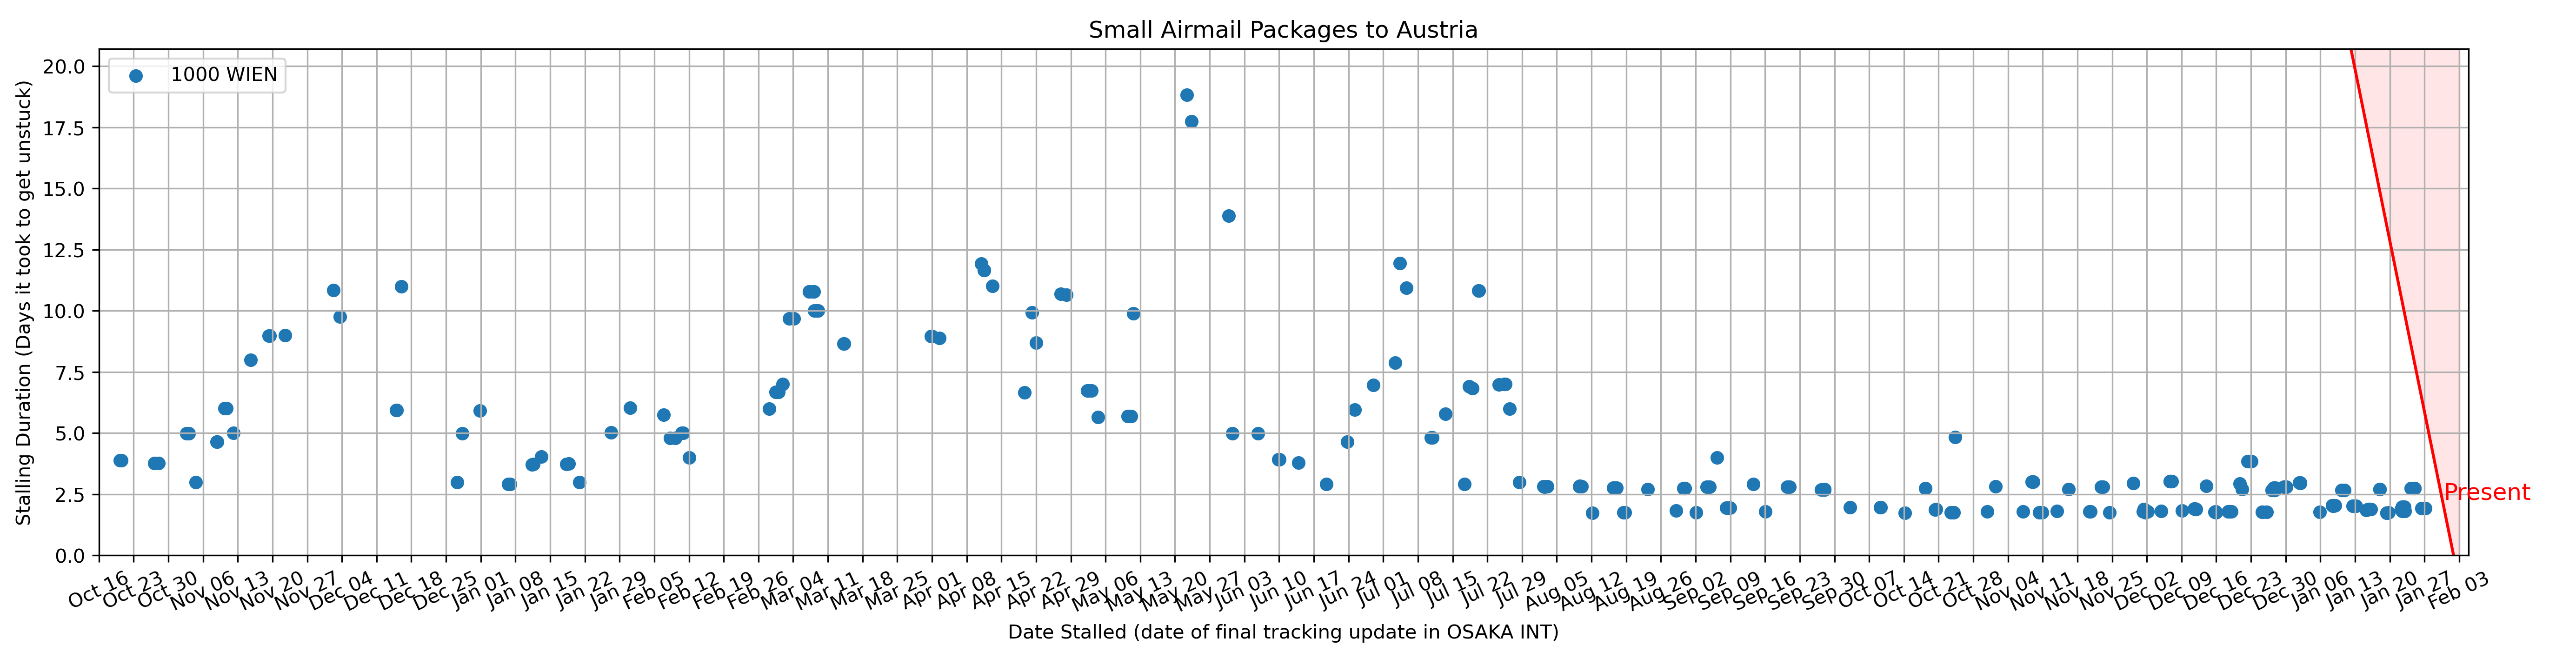 Small Airmail Packages to Austria
1000 WIEN
Stalling Duration (Days it took to get unstuck)
20.0
17.5
15.0
12.5
10.0
7.5
5.0
2.5
0.0
Present
Oct 16 Oct 23 Oct 30 Nov 06 Nov 13 Nov 20 Nov 27 Dec 04 Dec 11 Dec 18 Dec 25 Jan 01 Jan 08 Jan 15 Jan 22 Jan 29 Feb 05 Feb 12 Feb 19 Feb 26 Mar 04 Mar 11 Mar 18 Mar 25 Apr 01 Apr 08 Apr 15 Apr 22 Apr 29 May 06 May 13 May 20 May 27 Jun 03 Jun 10 Jun 17 Jun 24 Jul 01 Jul 08 Jul 15 Jul 22 Jul 29 Aug 05 Aug 12 Aug 19 Aug 26 Sep 02 Sep 09 Sep 16 Sep 23 Sep 30 Oct 07 Oct 14 Oct 21 Oct 28 Nov 04 Nov 11 Nov 18 Nov 25 Dec 02 Dec 09 Dec 16 Dec 23 Dec 30 Jan 06 Jan 13 Jan 20 Jan 27 Feb 03
Date Stalled (date of final tracking update in OSAKA INT)